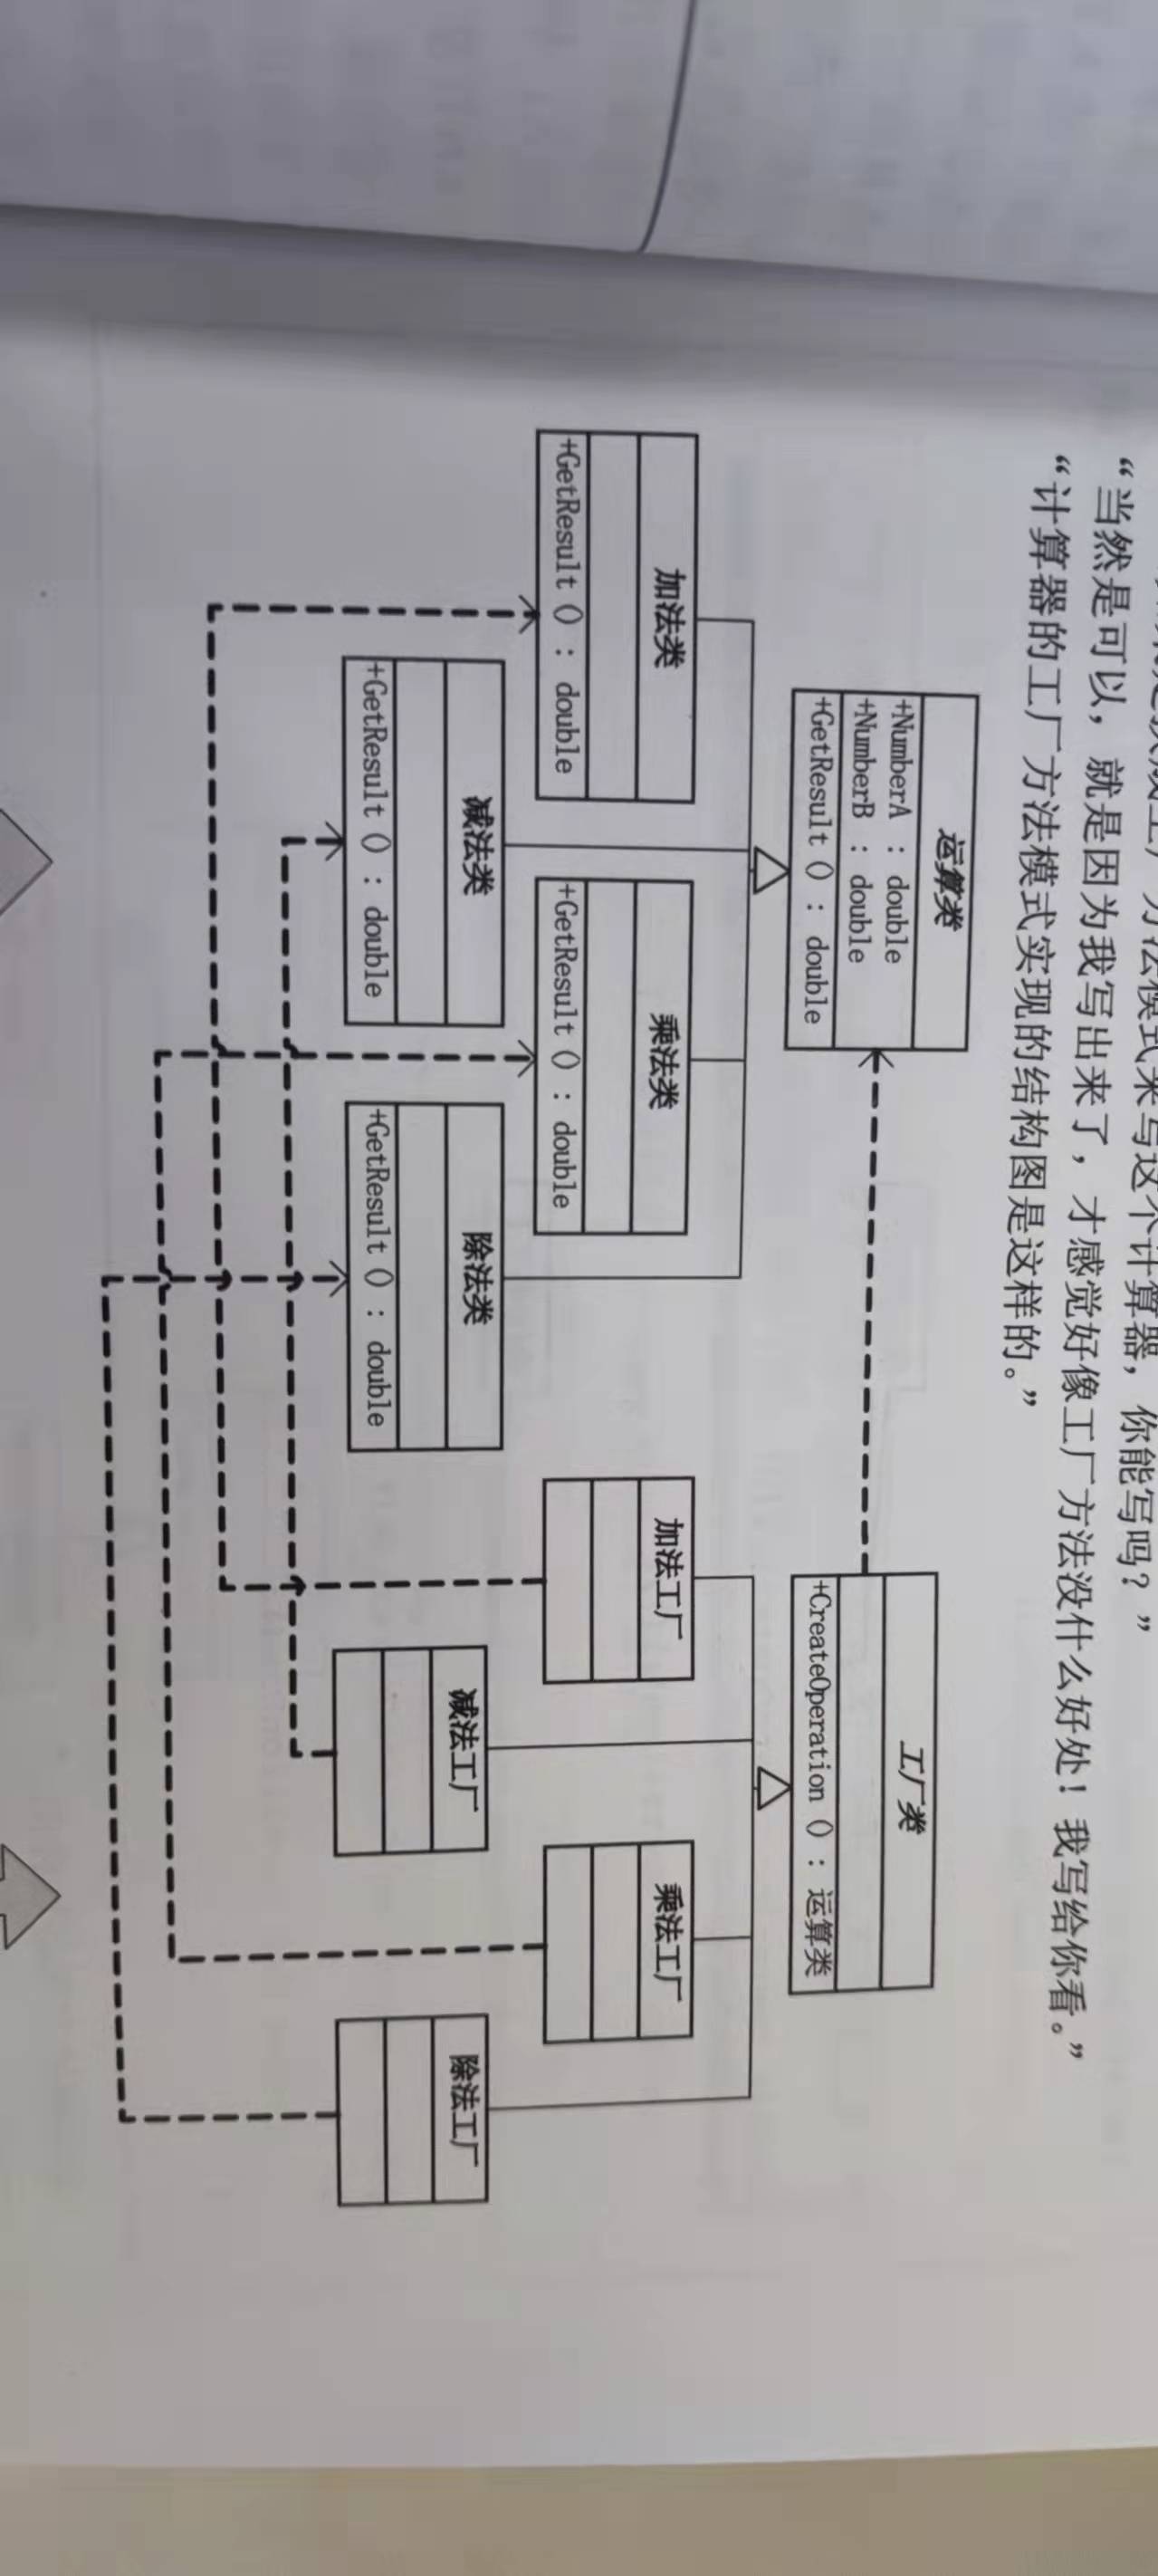 方法模式来写这个计算器，你能写吗？”
“当然是可以，就是因为我写出来了，才感觉好像工厂方法没什么好处！我写给你看。”
“计算器的工厂方法模式实现的结构图是这样的。”
运算类
+NumberA : double
+NumberB : double
+GetResult () : double
工厂类
+CreateOperation () : 运算类
加法类
+GetResult () : double
乘法类
+GetResult () : double
减法类
+GetResult () : double
除法类
+GetResult () : double
加法工厂
乘法工厂
减法工厂
除法工厂